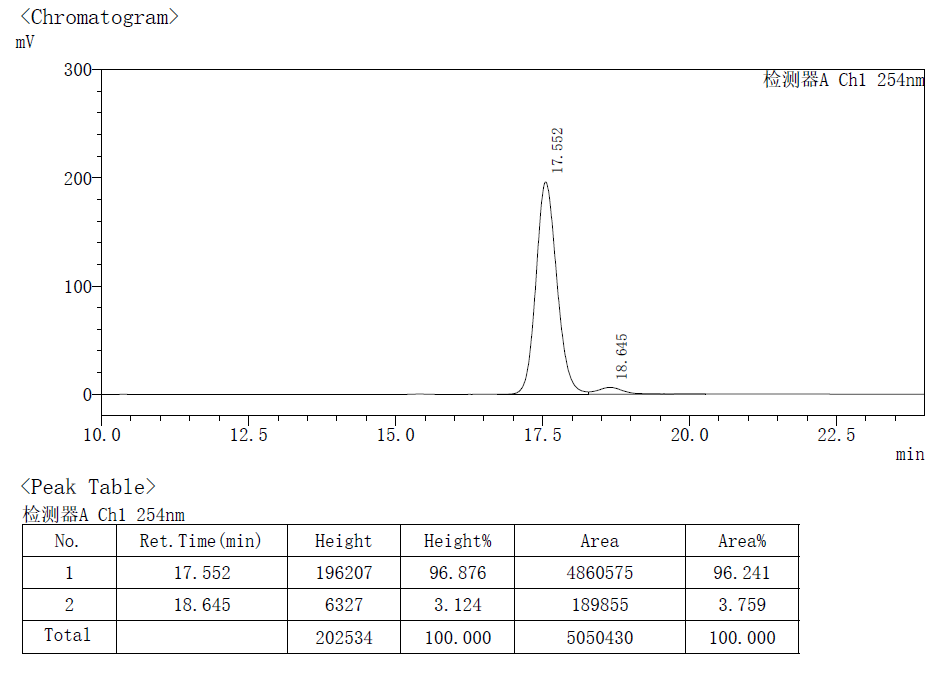 <Chromatogram>
mV
300
检测器A Ch1 254nm
17.552
200
100
18.645
0
10.0 12.5 15.0 17.5 20.0 22.5
min
<Peak Table>
检测器A Ch1 254nm
No. Ret.Time(min) Height Height% Area Area%
1 17.552 196207 96.876 4860575 96.241
2 18.645 6327 3.124 189855 3.759
Total 202534 100.000 5050430 100.000